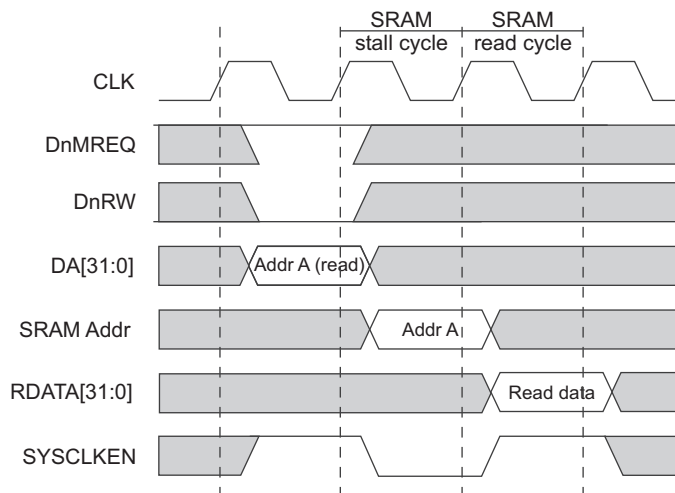 SRAM SRAM
stall cycle read cycle
CLK
DnMREQ
DnRW
DA[31:0] Addr A (read)
SRAM Addr Addr A
RDATA[31:0] Read data
SYSCLKEN